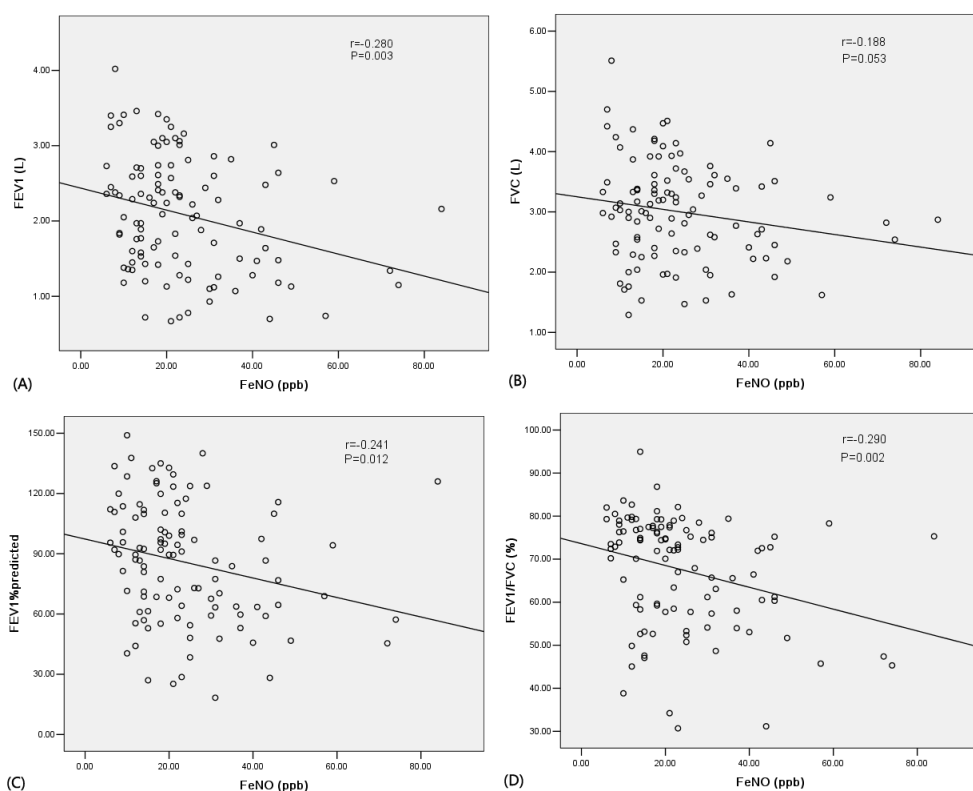 r=-0.280
P=0.003
FEV1 (L)
4.00
3.00
2.00
1.00
0.00 20.00 40.00 60.00 80.00
FeNO (ppb)
(A)
r=-0.188
P=0.053
FVC (L)
6.00
5.00
4.00
3.00
2.00
1.00
0.00 20.00 40.00 60.00 80.00
FeNO (ppb)
(B)
r=-0.241
P=0.012
FEV1%predicted
150.00
120.00
90.00
60.00
30.00
0.00
0.00 20.00 40.00 60.00 80.00
FeNO (ppb)
(C)
r=-0.290
P=0.002
FEV1/FVC (%)
100.00
90.00
80.00
70.00
60.00
50.00
40.00
30.00
0.00 20.00 40.00 60.00 80.00
FeNO (ppb)
(D)